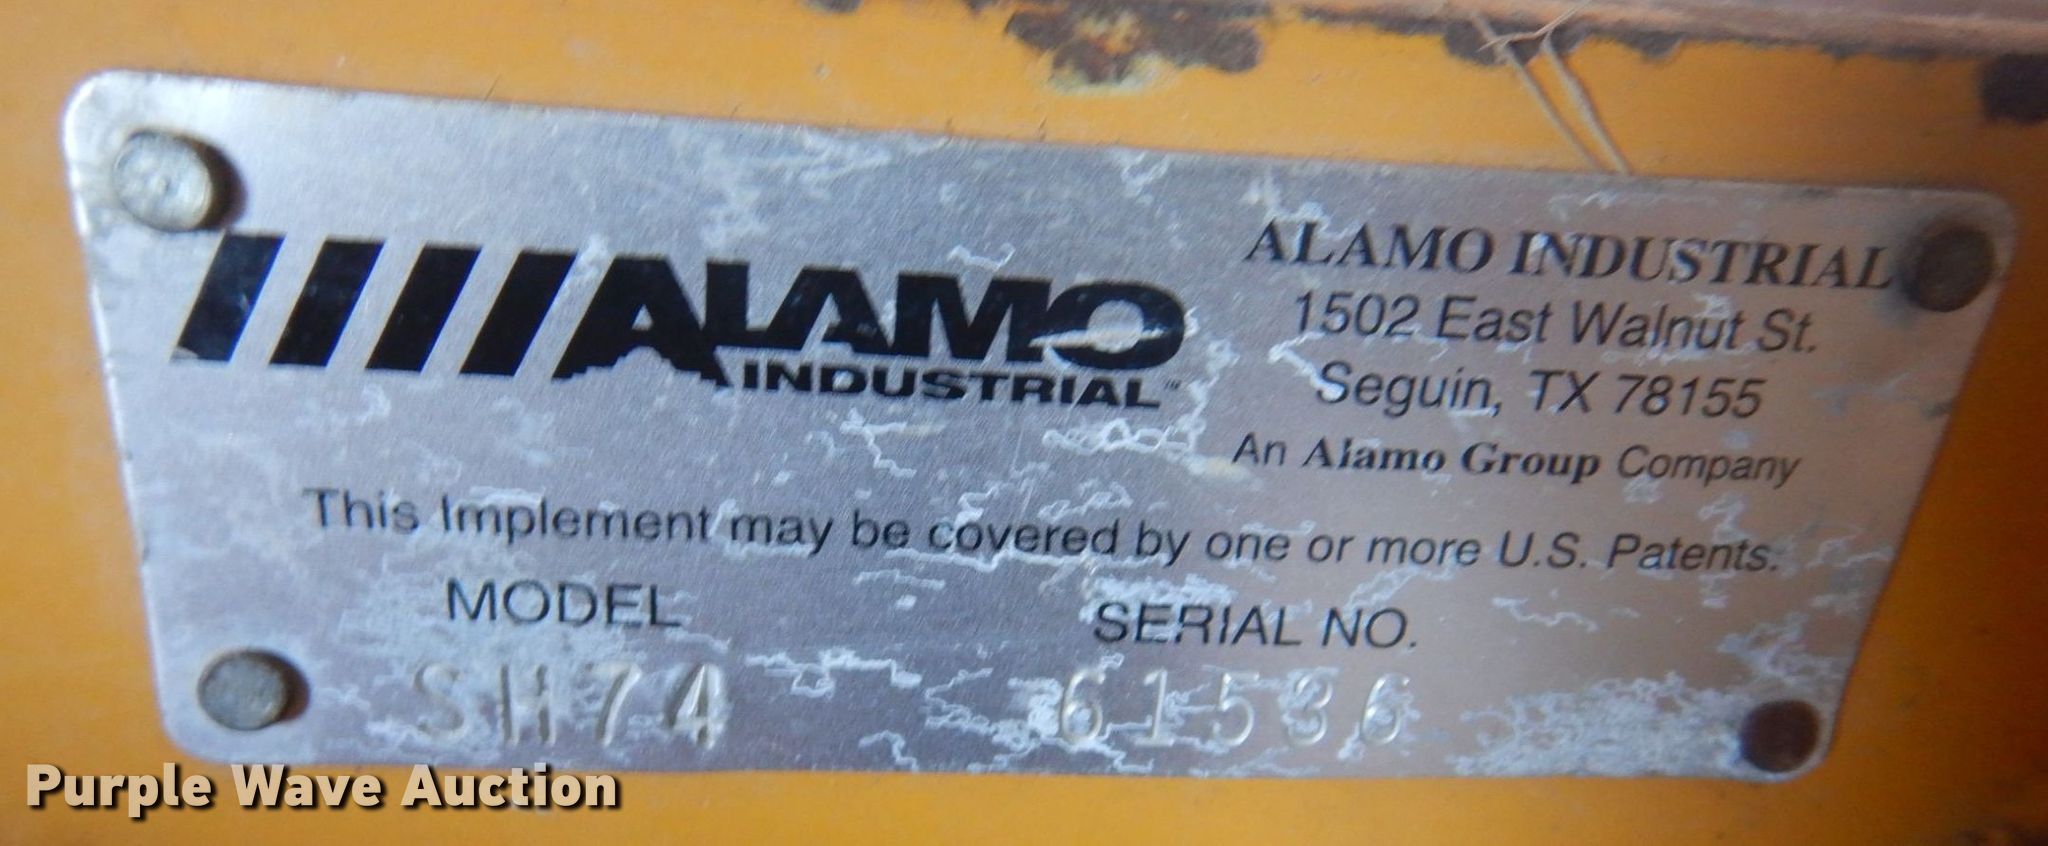 ALAMO
INDUSTRIAL™
ALAMO INDUSTRIAL
1502 East Walnut St.
Seguin, TX 78155
An Alamo Group Company
This Implement may be covered by one or more U.S. Patents.
MODEL SERIAL NO.
SH74 61536
Purple Wave Auction